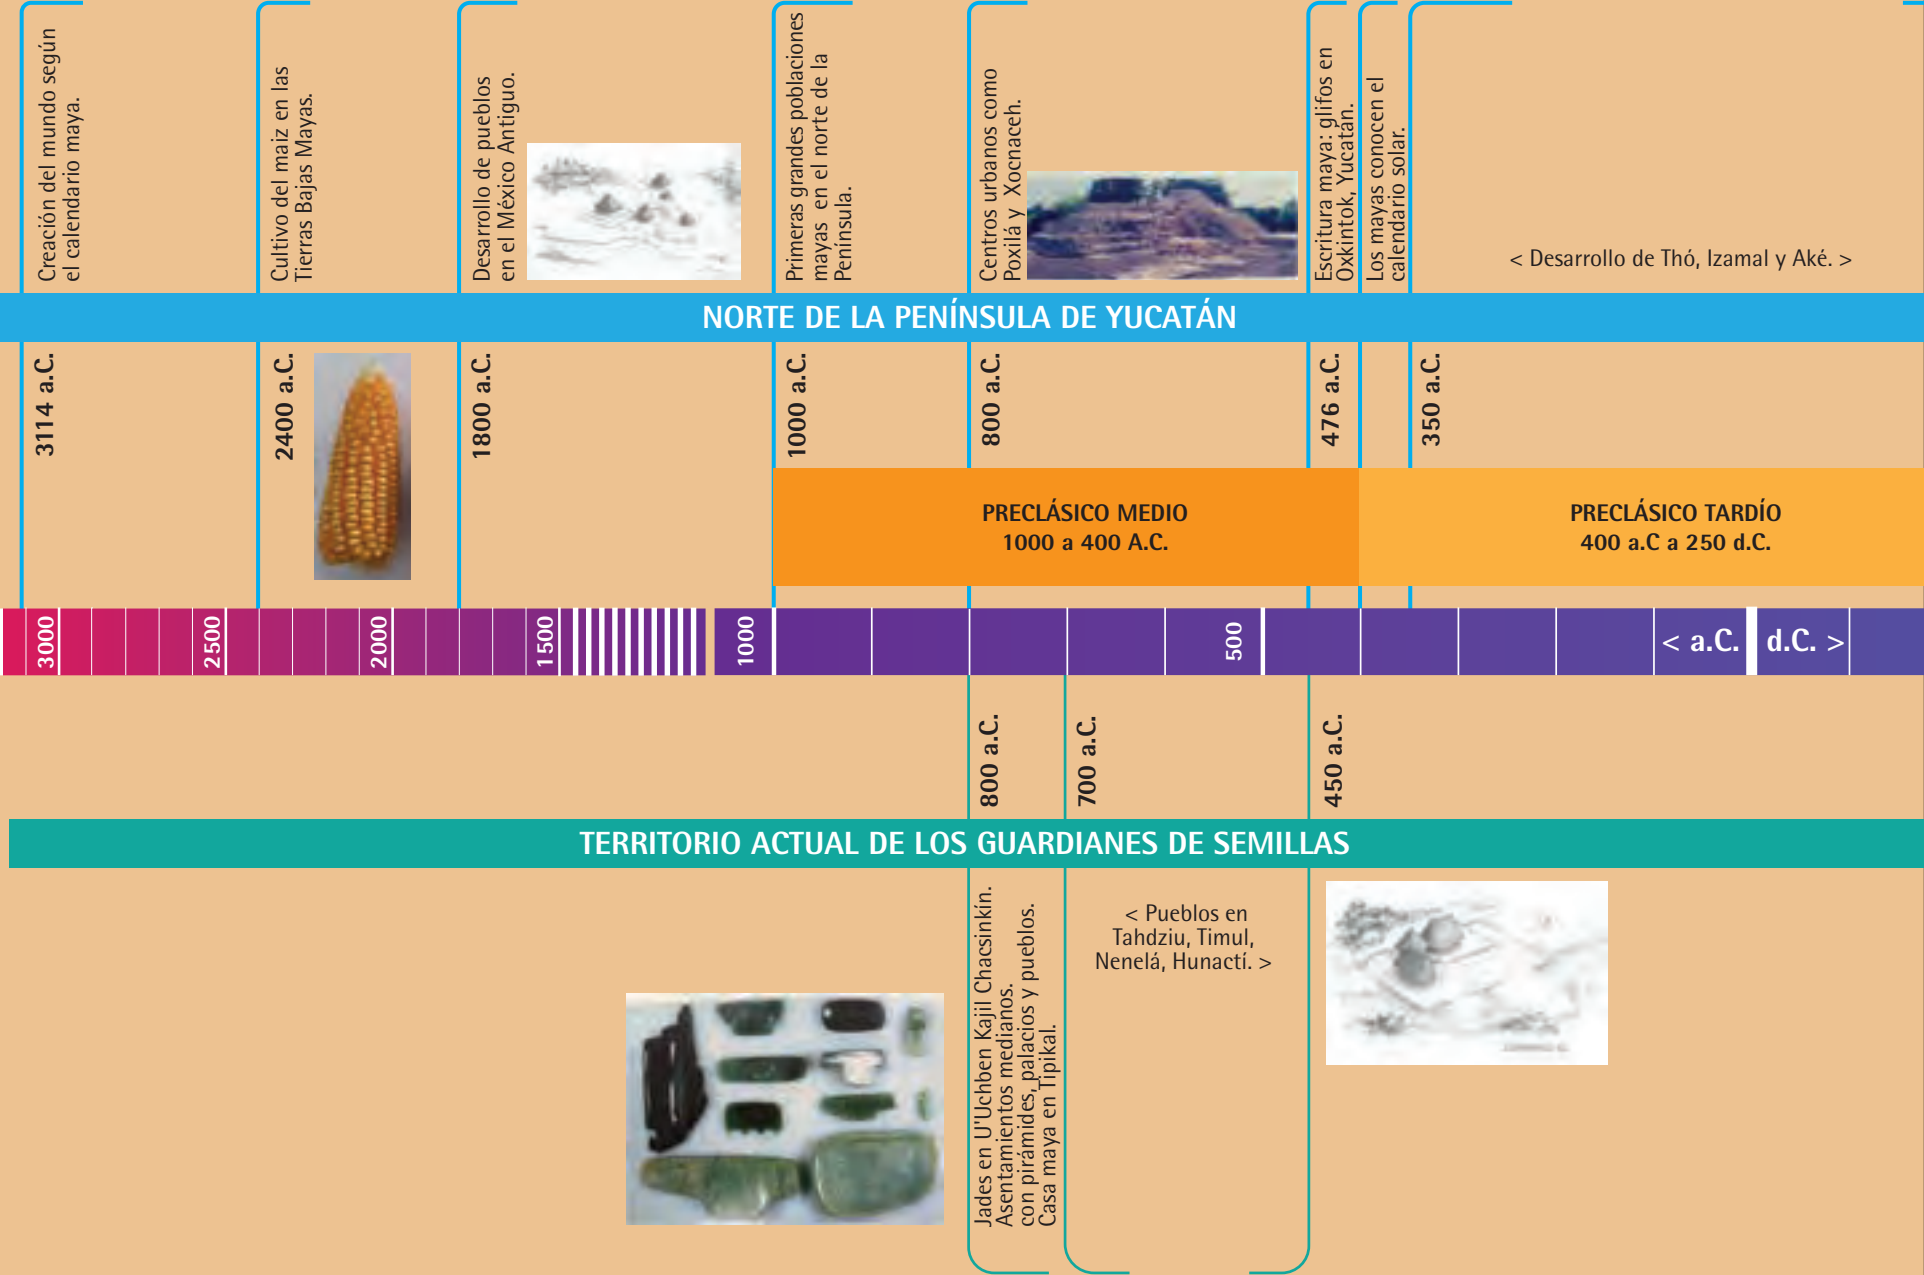 Creación del mundo según
el calendario maya.
Cultivo del maiz en las
Tierras Bajas Mayas.
Desarrollo de pueblos
en el México Antiguo.
Primeras grandes poblaciones
mayas en el norte de la
Península.
Centros urbanos como
Poxilá y Xocnaceh.
Escritura maya: glifos en
Oxkintok, Yucatán.
Los mayas conocen el
calendario solar.
< Desarrollo de Thó, Izamal y Aké. >
NORTE DE LA PENÍNSULA DE YUCATÁN
3114 a.C.
2400 a.C.
1800 a.C.
1000 a.C.
800 a.C.
476 a.C.
350 a.C.
PRECLÁSICO MEDIO
1000 a 400 A.C.
PRECLÁSICO TARDÍO
400 a.C a 250 d.C.
3000
2500
2000
1500
1000
500
< a.C.
d.C. >
800 a.C.
700 a.C.
450 a.C.
TERRITORIO ACTUAL DE LOS GUARDIANES DE SEMILLAS
Jades en U'Uchben Kajil Chacsinkín.
Asentamientos medianos.
con pirámides, palacios y pueblos.
Casa maya en Tipikal.
< Pueblos en
Tahdziu, Timul,
Nenelá, Hunactí. >